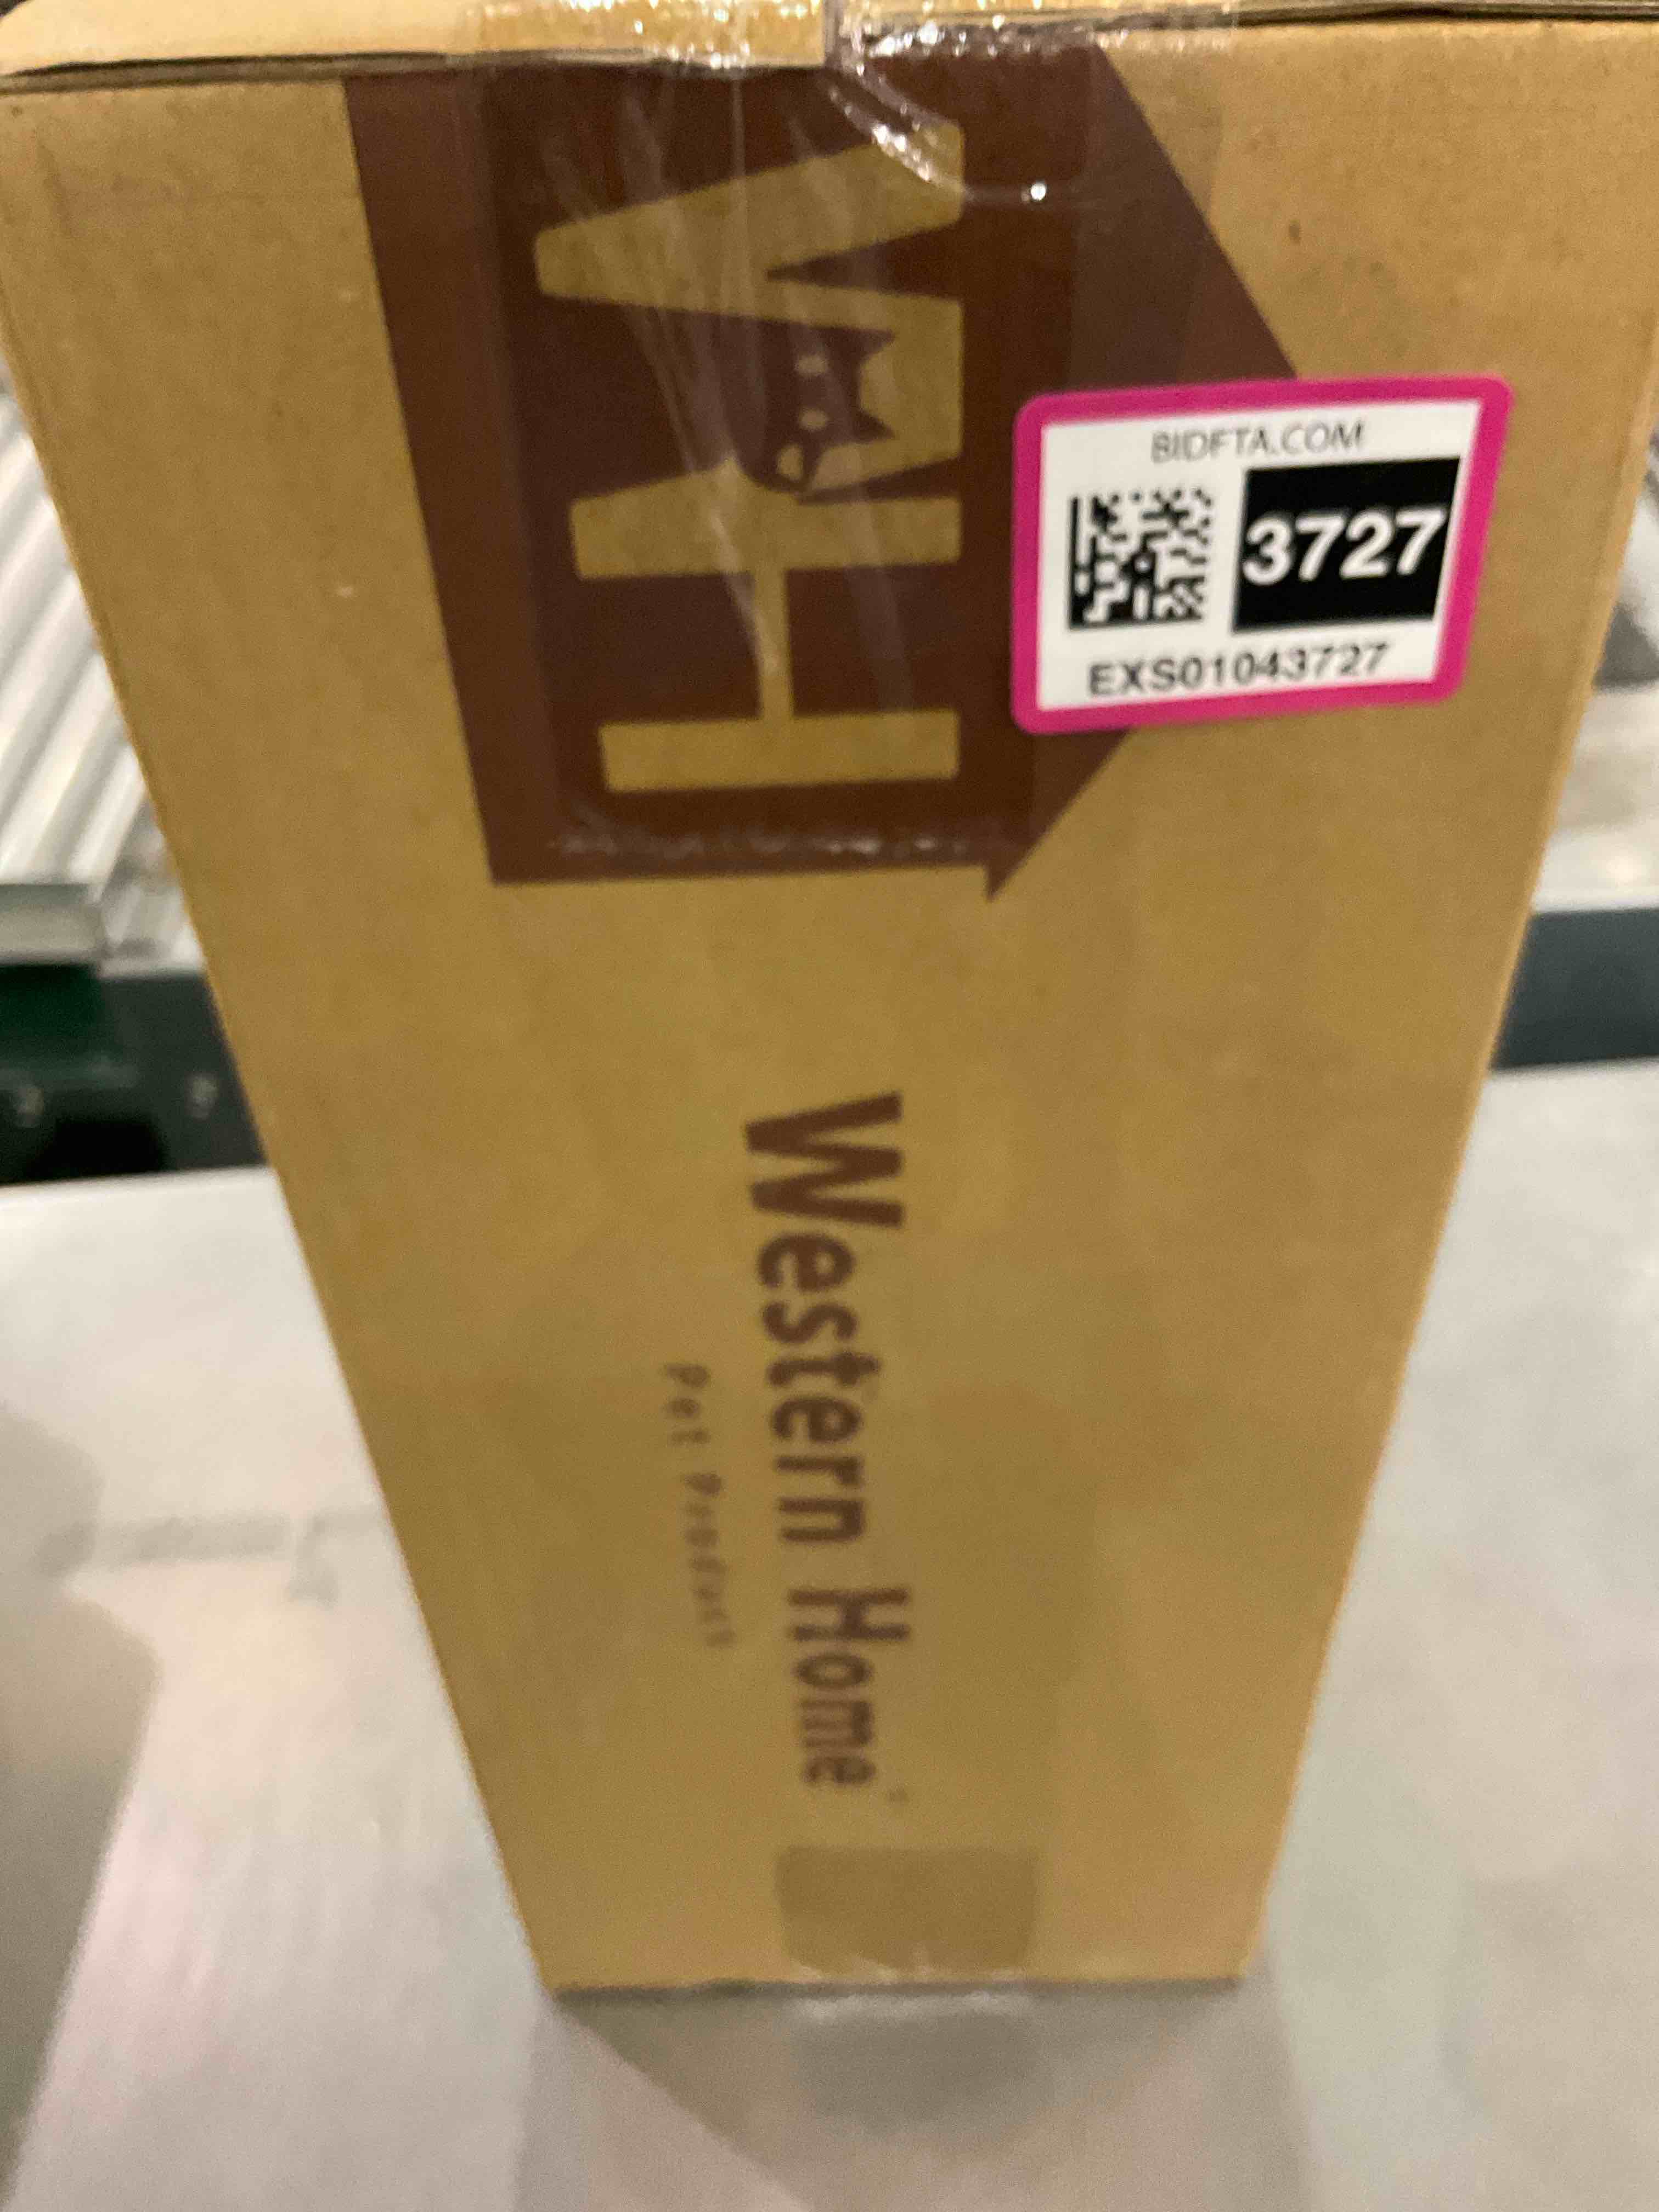 WH
BIDFTA.COM
3727
EXS01043727
Western Home
Pet Product